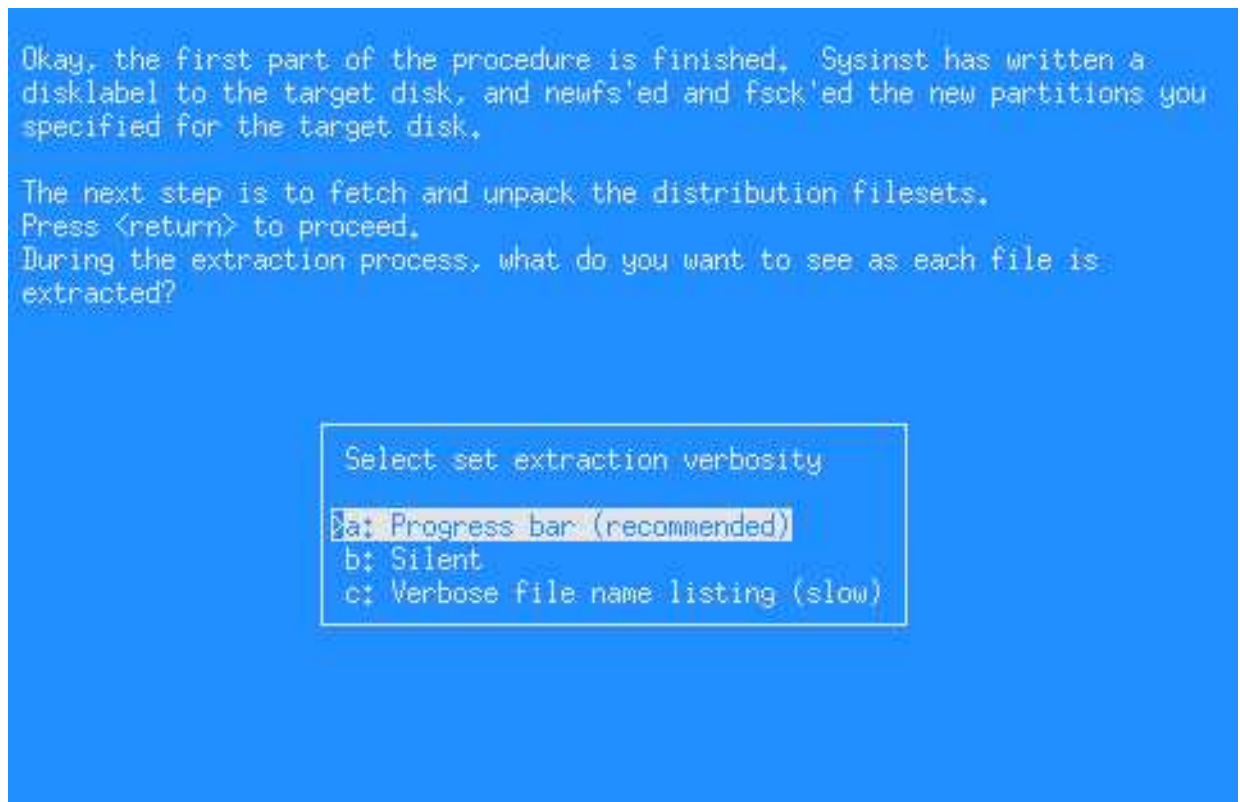 Okay, the first part of the procedure is finished.  Sysinst has written a
disklabel to the target disk, and newfs'ed and fsck'ed the new partitions you
specified for the target disk.
The next step is to fetch and unpack the distribution filesets.
Press <return> to proceed.
During the extraction process, what do you want to see as each file is
extracted?
Select set extraction verbosity
>a: Progress bar (recommended)
b: Silent
c: Verbose file name listing (slow)